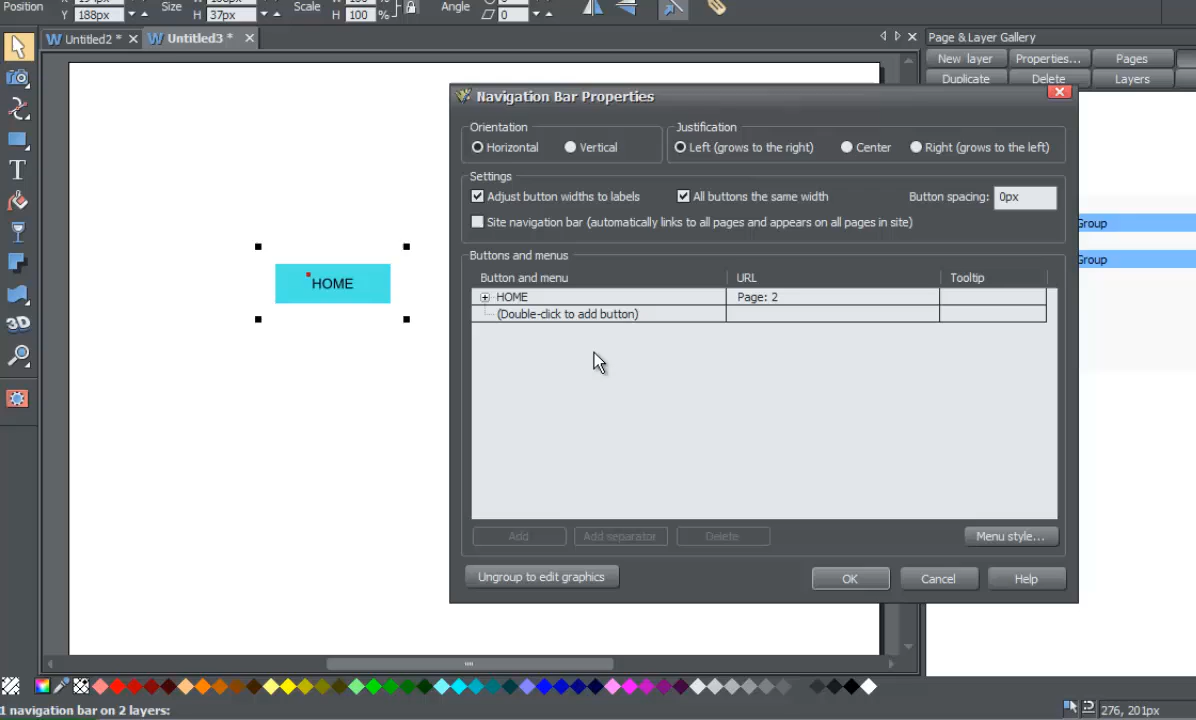 Position
Y 188px
Size
H 37px
Scale
H 100 %
Angle
0
Untitled2 *
Untitled3 *
Page & Layer Gallery
New layer Properties... Pages
Duplicate Delete Layers
Navigation Bar Properties
Orientation
Horizontal Vertical
Justification
Left (grows to the right) Center Right (grows to the left)
Settings
Adjust button widths to labels All buttons the same width Button spacing: 0px
Site navigation bar (automatically links to all pages and appears on all pages in site)
Group
Group
Buttons and menus
Button and menu URL Tooltip
HOME Page: 2
(Double-click to add button)
HOME
T
3D
Add Add separator Delete Menu style...
Ungroup to edit graphics OK Cancel Help
1 navigation bar on 2 layers:
276, 201px